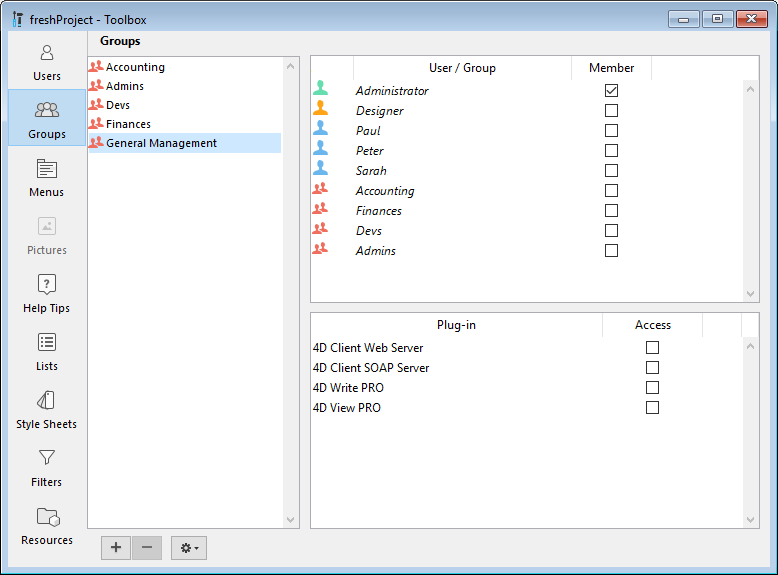 freshProject - Toolbox
Users
Groups
Menus
Pictures
Help Tips
Lists
Style Sheets
Filters
Resources
Groups
Accounting
Admins
Devs
Finances
General Management
User / Group Member
Administrator
Designer
Paul
Peter
Sarah
Accounting
Finances
Devs
Admins
Plug-in Access
4D Client Web Server
4D Client SOAP Server
4D Write PRO
4D View PRO